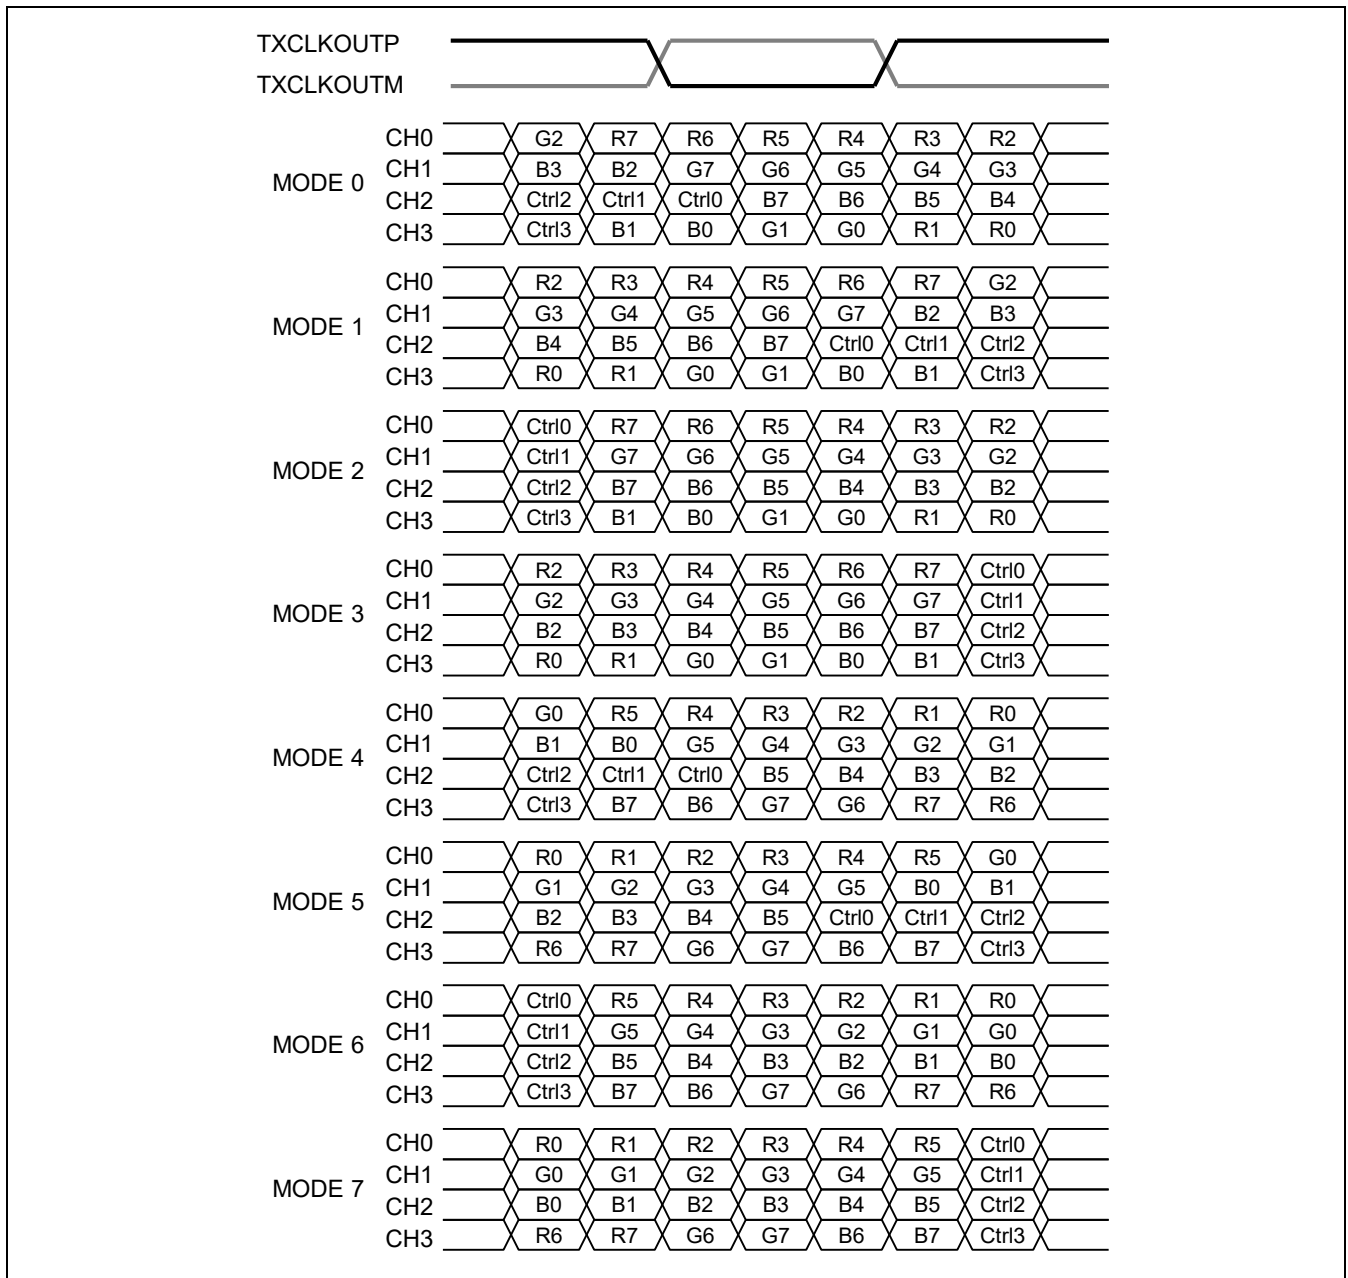 TXCLKOUTP
TXCLKOUTM
MODE 0
CH0 G2 R7 R6 R5 R4 R3 R2
CH1 B3 B2 G7 G6 G5 G4 G3
CH2 Ctrl2 Ctrl1 Ctrl0 B7 B6 B5 B4
CH3 Ctrl3 B1 B0 G1 G0 R1 R0
MODE 1
CH0 R2 R3 R4 R5 R6 R7 G2
CH1 G3 G4 G5 G6 G7 B2 B3
CH2 B4 B5 B6 B7 Ctrl0 Ctrl1 Ctrl2
CH3 R0 R1 G0 G1 B0 B1 Ctrl3
MODE 2
CH0 Ctrl0 R7 R6 R5 R4 R3 R2
CH1 Ctrl1 G7 G6 G5 G4 G3 G2
CH2 Ctrl2 B7 B6 B5 B4 B3 B2
CH3 Ctrl3 B1 B0 G1 G0 R1 R0
MODE 3
CH0 R2 R3 R4 R5 R6 R7 Ctrl0
CH1 G2 G3 G4 G5 G6 G7 Ctrl1
CH2 B2 B3 B4 B5 B6 B7 Ctrl2
CH3 R0 R1 G0 G1 B0 B1 Ctrl3
MODE 4
CH0 G0 R5 R4 R3 R2 R1 R0
CH1 B1 B0 G5 G4 G3 G2 G1
CH2 Ctrl2 Ctrl1 Ctrl0 B5 B4 B3 B2
CH3 Ctrl3 B7 B6 G7 G6 R7 R6
MODE 5
CH0 R0 R1 R2 R3 R4 R5 G0
CH1 G1 G2 G3 G4 G5 B0 B1
CH2 B2 B3 B4 B5 Ctrl0 Ctrl1 Ctrl2
CH3 R6 R7 G6 G7 B6 B7 Ctrl3
MODE 6
CH0 Ctrl0 R5 R4 R3 R2 R1 R0
CH1 Ctrl1 G5 G4 G3 G2 G1 G0
CH2 Ctrl2 B5 B4 B3 B2 B1 B0
CH3 Ctrl3 B7 B6 G7 G6 R7 R6
MODE 7
CH0 R0 R1 R2 R3 R4 R5 Ctrl0
CH1 G0 G1 G2 G3 G4 G5 Ctrl1
CH2 B0 B1 B2 B3 B4 B5 Ctrl2
CH3 R6 R7 G6 G7 B6 B7 Ctrl3